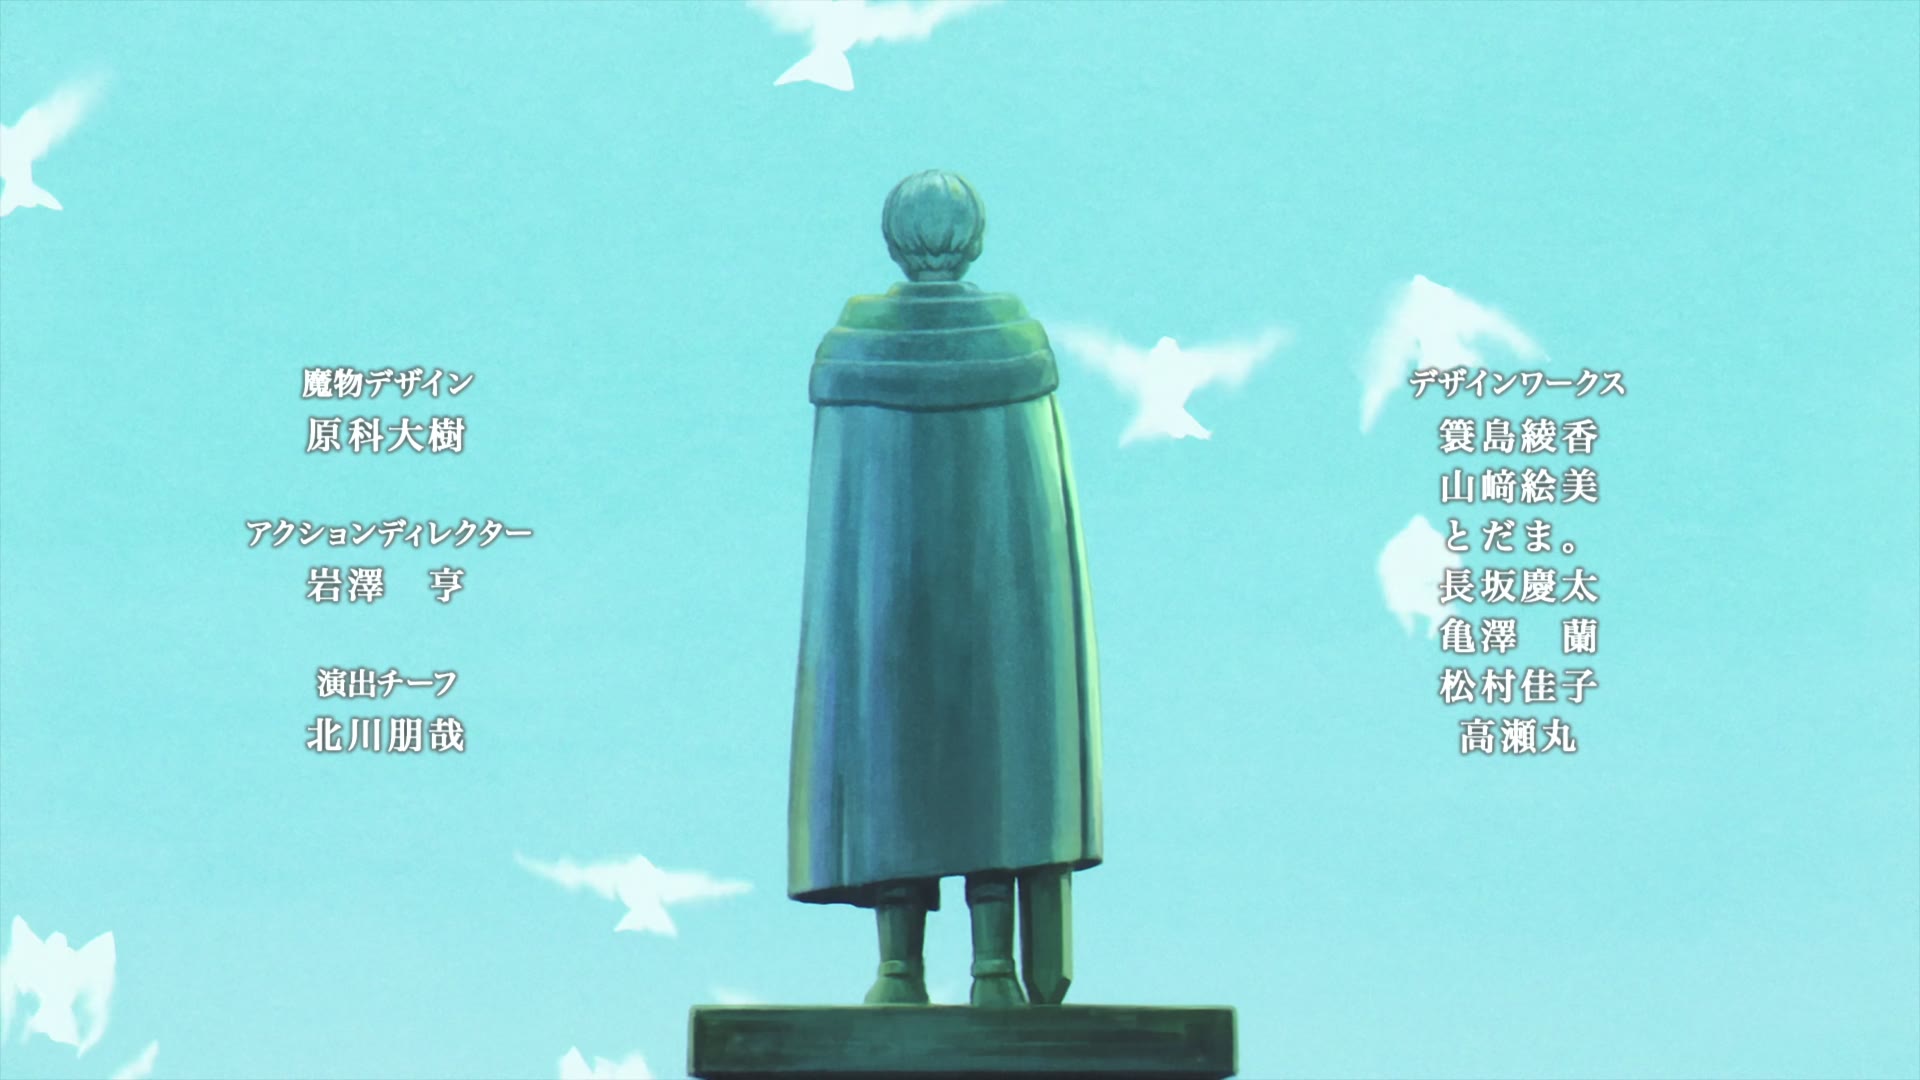 魔物デザイン
原科大樹
アクションディレクター
岩澤　亨
演出チーフ
北川朋哉
デザインワークス
簑島綾香
山﨑絵美
とだま。
長坂慶太
亀澤　蘭
松村佳子
高瀬丸